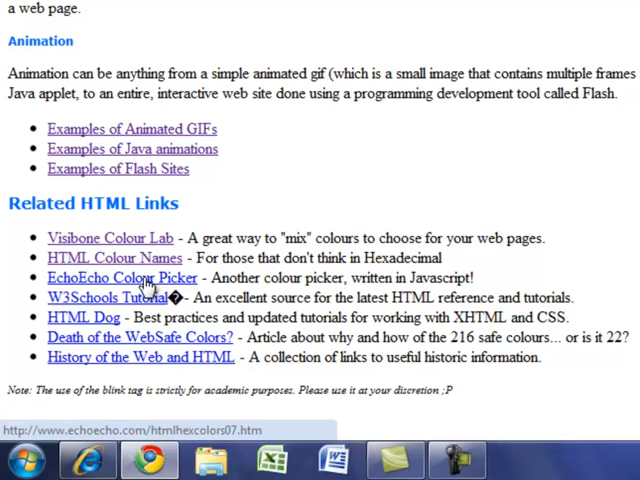 a web page.
Animation
Animation can be anything from a simple animated gif (which is a small image that contains multiple frames
Java applet, to an entire, interactive web site done using a programming development tool called Flash.
Examples of Animated GIFs
Examples of Java animations
Examples of Flash Sites
Related HTML Links
Visibone Colour Lab - A great way to "mix" colours to choose for your web pages.
HTML Colour Names - For those that don't think in Hexadecimal
EchoEcho Colour Picker - Another colour picker, written in Javascript!
W3Schools Tutorial� - An excellent source for the latest HTML reference and tutorials.
HTML Dog - Best practices and updated tutorials for working with XHTML and CSS.
Death of the WebSafe Colors? - Article about why and how of the 216 safe colours... or is it 22?
History of the Web and HTML - A collection of links to useful historic information.
Note: The use of the blink tag is strictly for academic purposes. Please use it at your discretion ;P
http://www.echoecho.com/htmlhexcolors07.htm